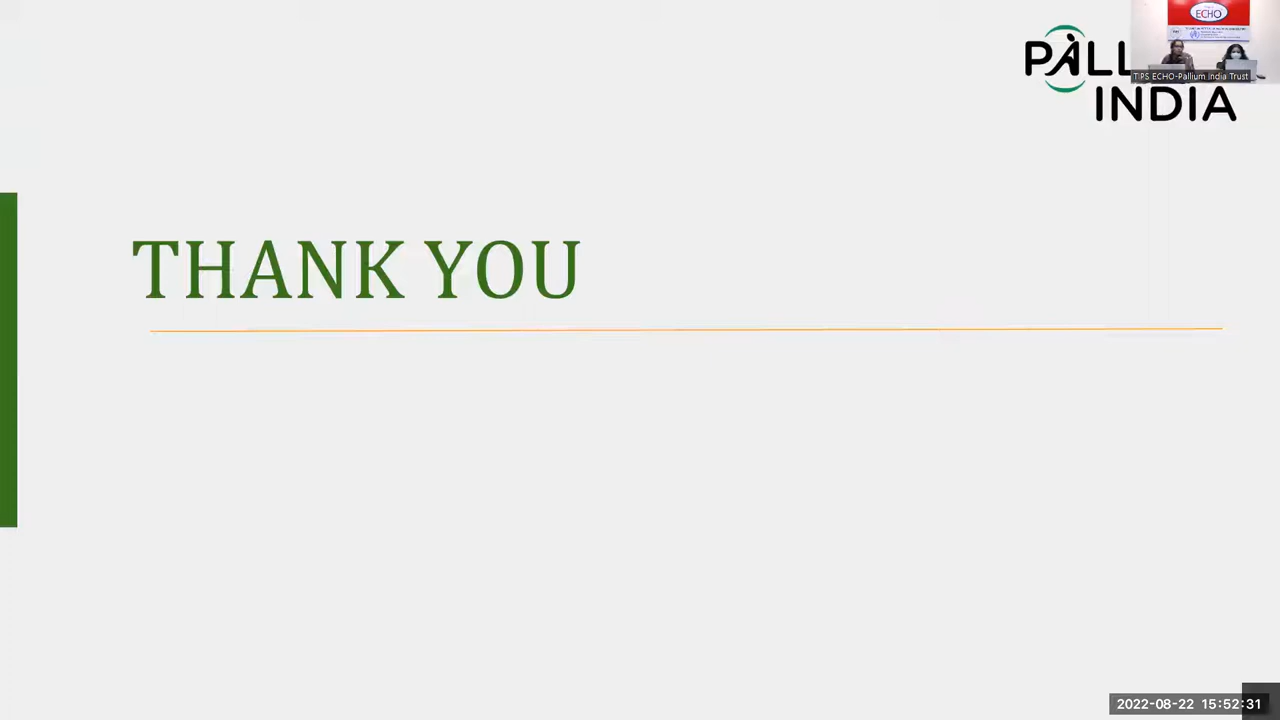 PALL
INDIA
ECHO
TIPS ECHO-Pallium India Trust
THANK YOU
2022-08-22 15:52:31